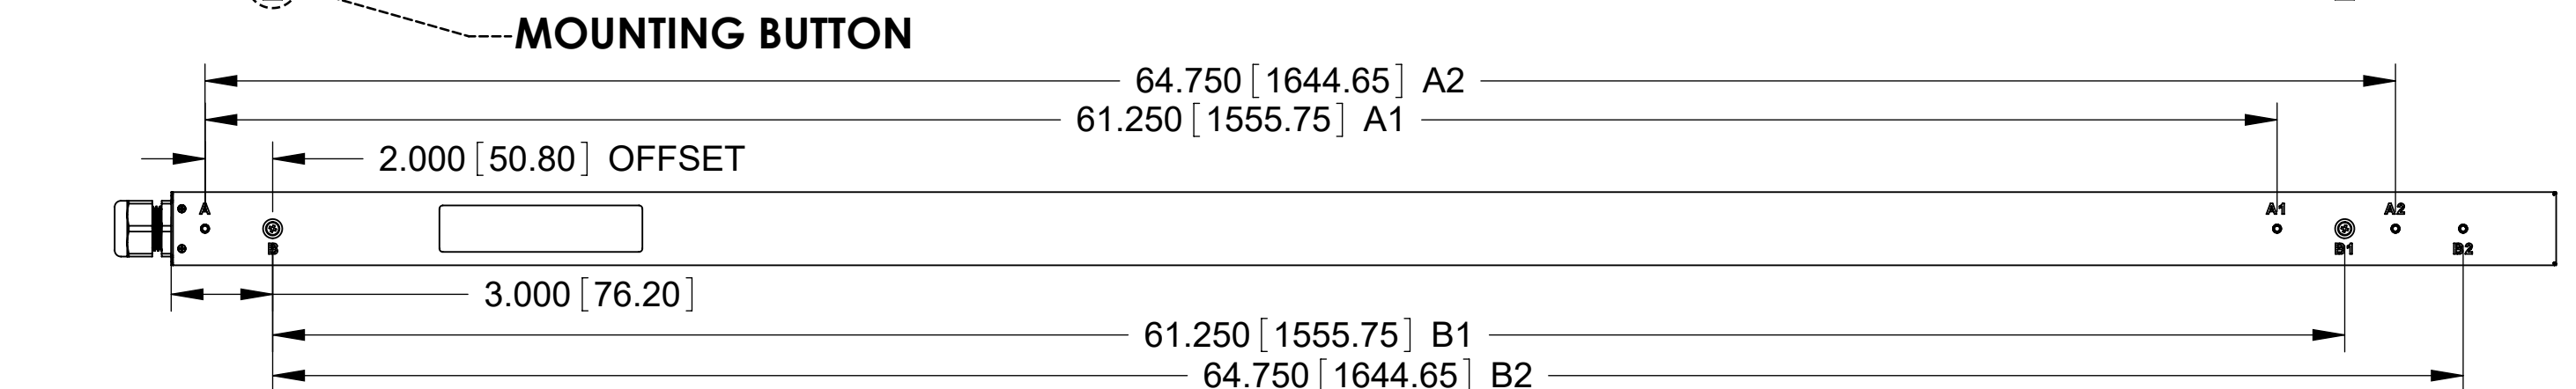 MOUNTING BUTTON
64.750 [1644.65] A2
61.250 [1555.75] A1
2.000 [50.80] OFFSET
A
A1
A2
B
B1
B2
3.000 [76.20]
61.250 [1555.75] B1
64.750 [1644.65] B2